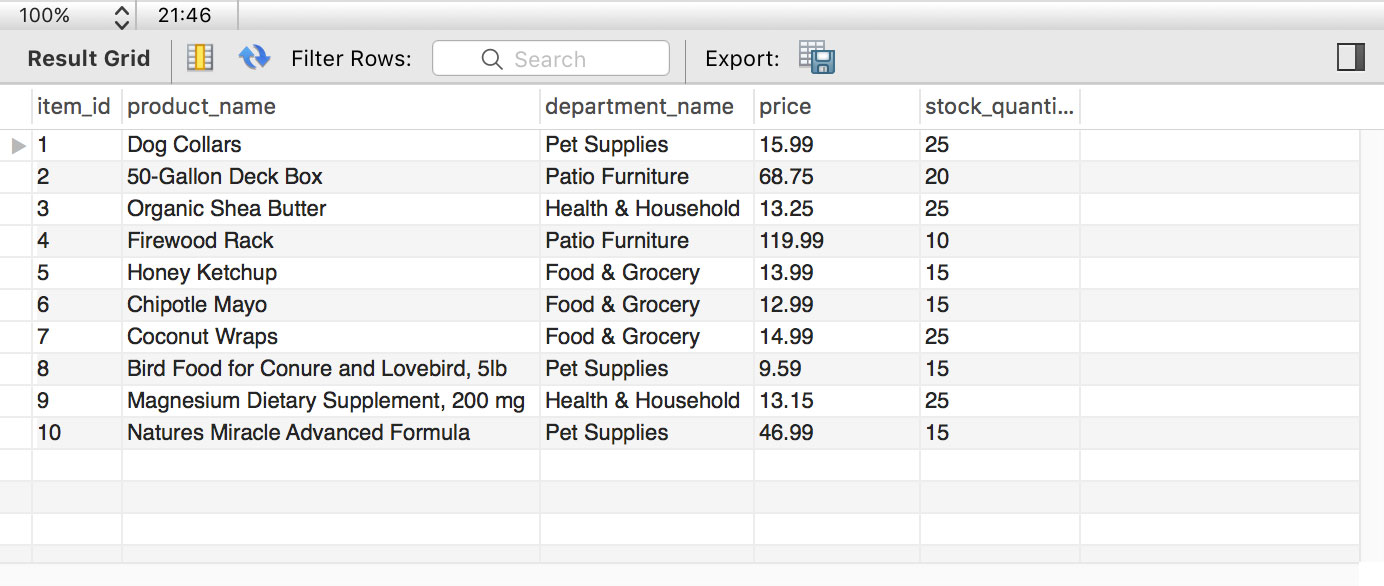 100% 21:46
Result Grid Filter Rows: Search Export:
item_id product_name department_name price stock_quanti...
1 Dog Collars Pet Supplies 15.99 25
2 50-Gallon Deck Box Patio Furniture 68.75 20
3 Organic Shea Butter Health & Household 13.25 25
4 Firewood Rack Patio Furniture 119.99 10
5 Honey Ketchup Food & Grocery 13.99 15
6 Chipotle Mayo Food & Grocery 12.99 15
7 Coconut Wraps Food & Grocery 14.99 25
8 Bird Food for Conure and Lovebird, 5lb Pet Supplies 9.59 15
9 Magnesium Dietary Supplement, 200 mg Health & Household 13.15 25
10 Natures Miracle Advanced Formula Pet Supplies 46.99 15